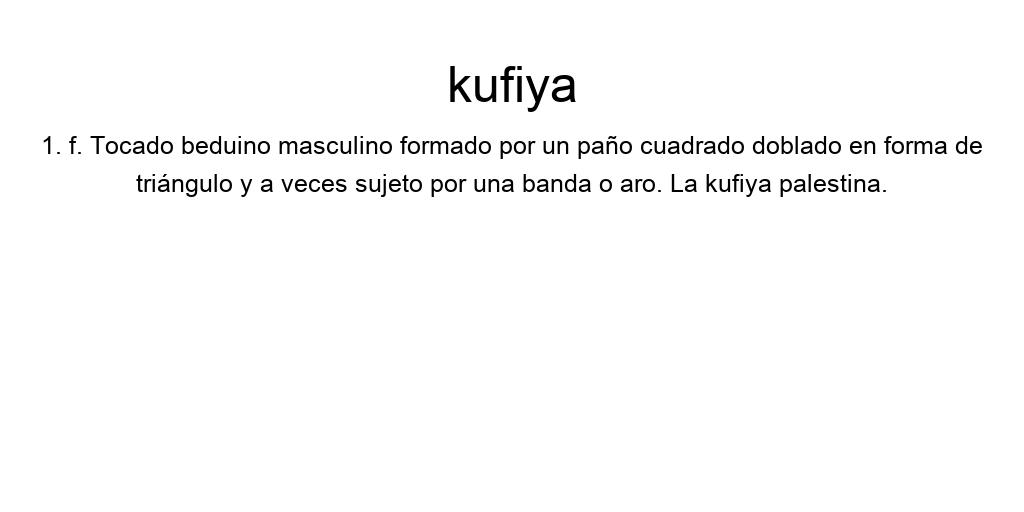 kufiya
1. f. Tocado beduino masculino formado por un paño cuadrado doblado en forma de
triángulo y a veces sujeto por una banda o aro. La kufiya palestina.